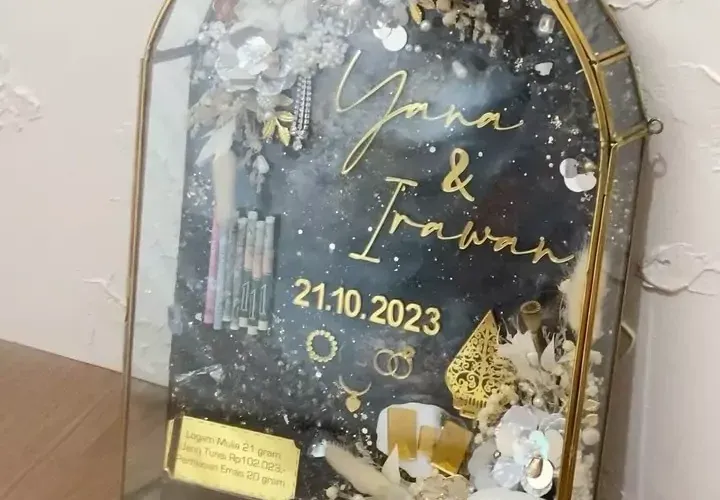 Yana
&
Irawan
21.10.2023
Logam Mulia 21 gram
Uang Tunai Rp102.023,-
Perhiasan Emas 20 gram